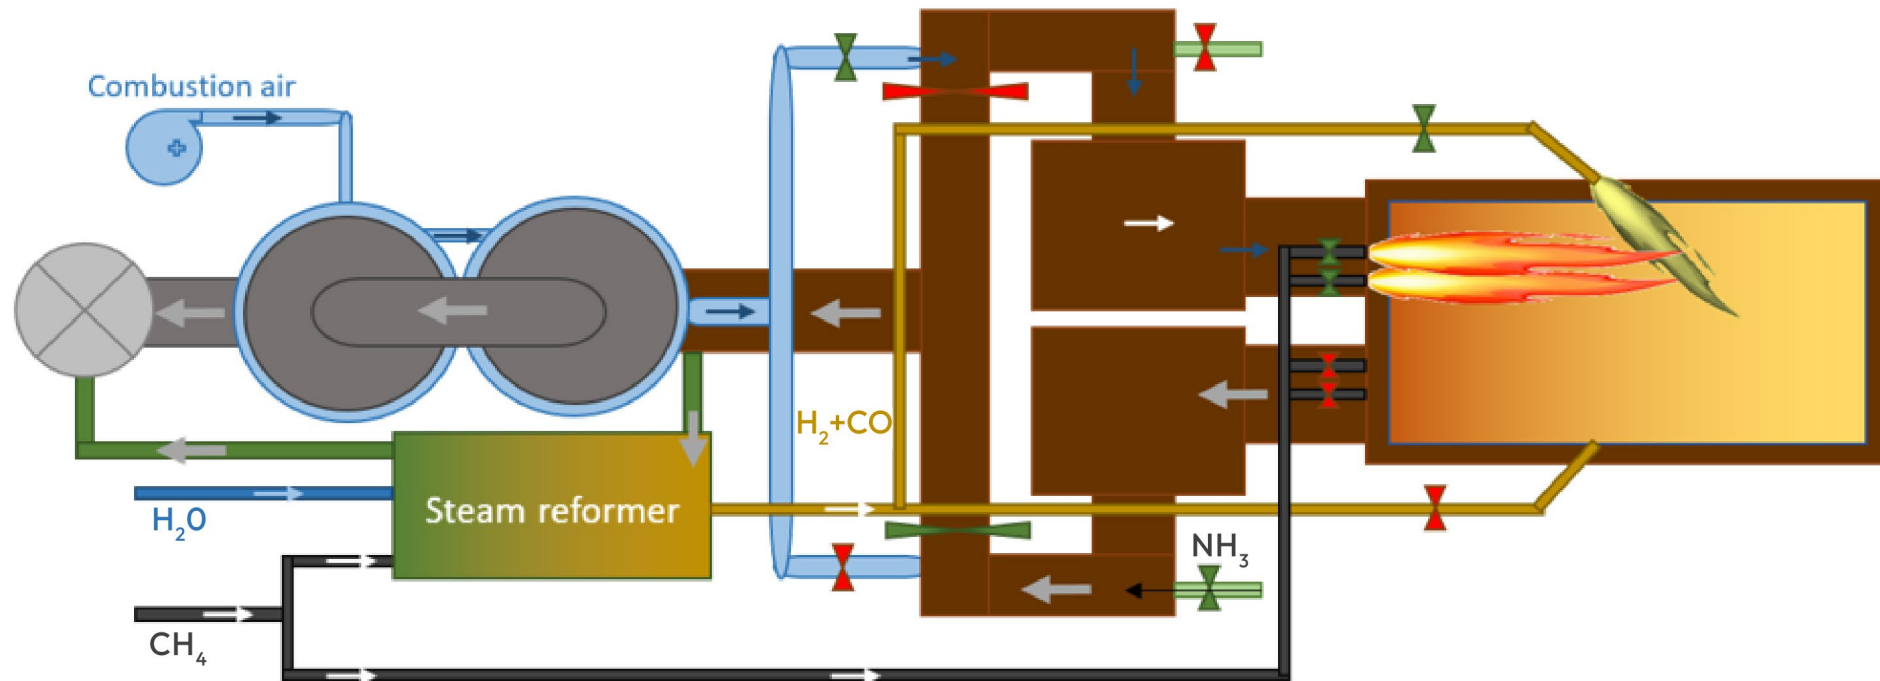 Combustion air
H₂+CO
Steam reformer
H₂O
NH₃
CH₄